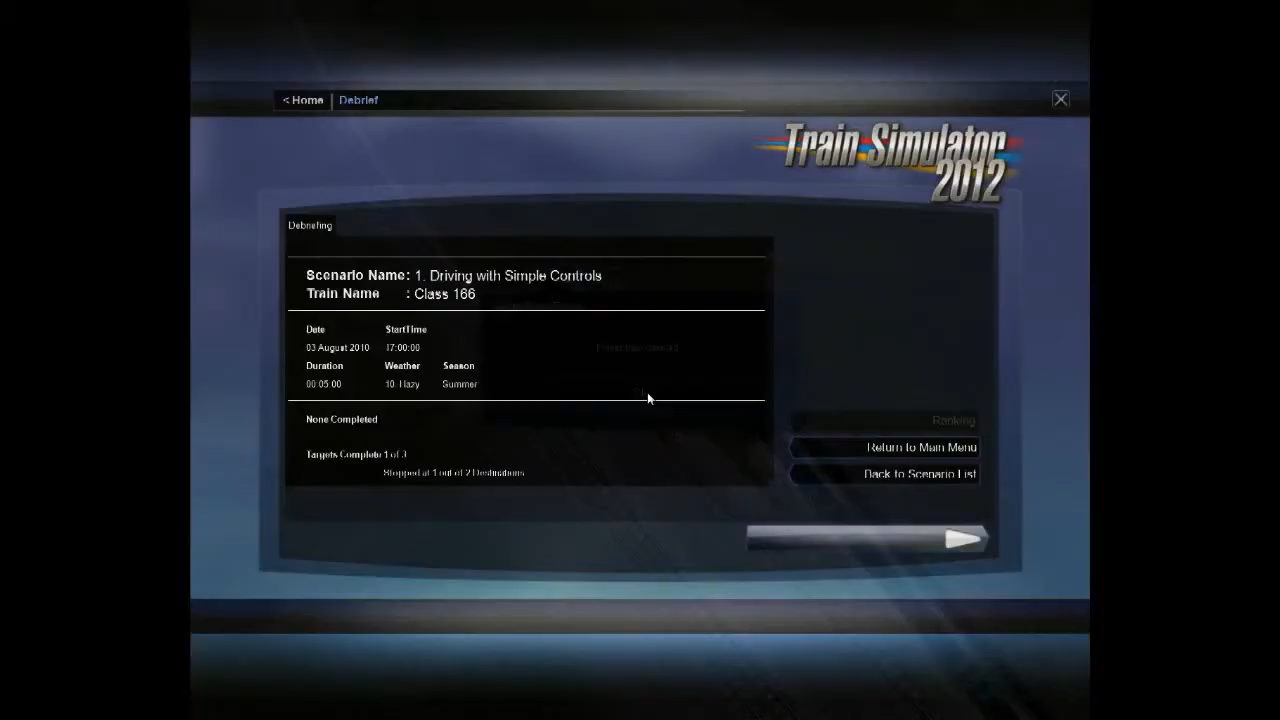 < Home | Debrief
Train Simulator
2012
Debriefing
Scenario Name: 1. Driving with Simple Controls
Train Name : Class 166
Date StartTime
03 August 2010 17:00:00
Duration Weather Season
00:05:00 10. Hazy Summer
None Completed
Ranking
Return to Main Menu
Targets Complete 1 of 3
Stopped at 1 out of 2 Destinations
Back to Scenario List